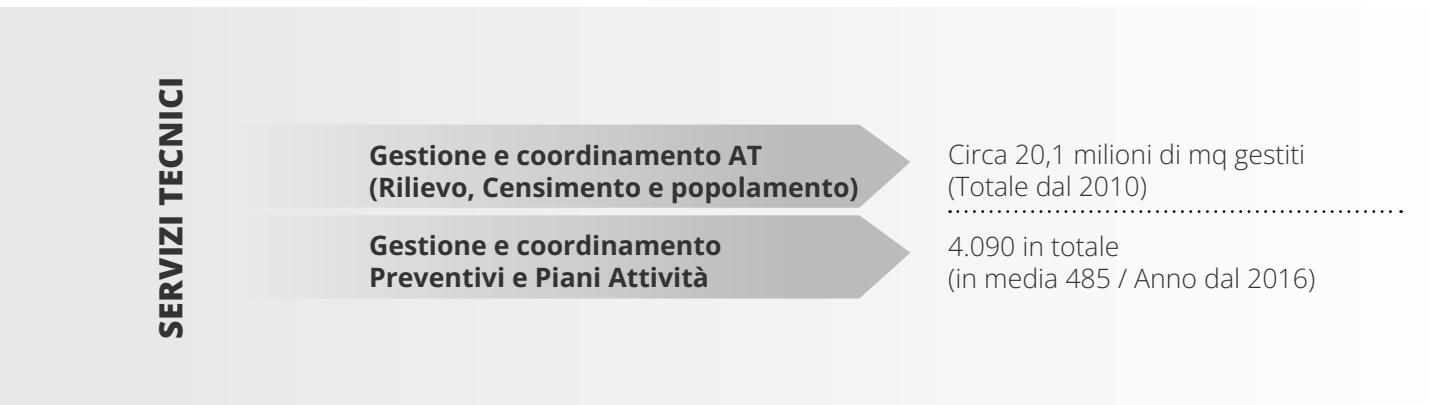 SERVIZI TECNICI
Gestione e coordinamento AT
(Rilievo, Censimento e popolamento)
Circa 20,1 milioni di mq gestiti
(Totale dal 2010)
Gestione e coordinamento
Preventivi e Piani Attività
4.090 in totale
(in media 485 / Anno dal 2016)